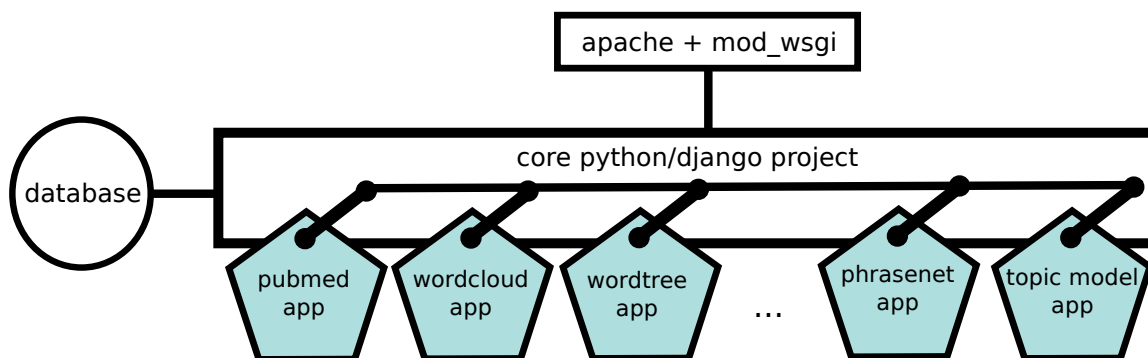 apache + mod_wsgi
core python/django project
database
pubmed
app
wordcloud
app
wordtree
app
...
phrasenet
app
topic model
app